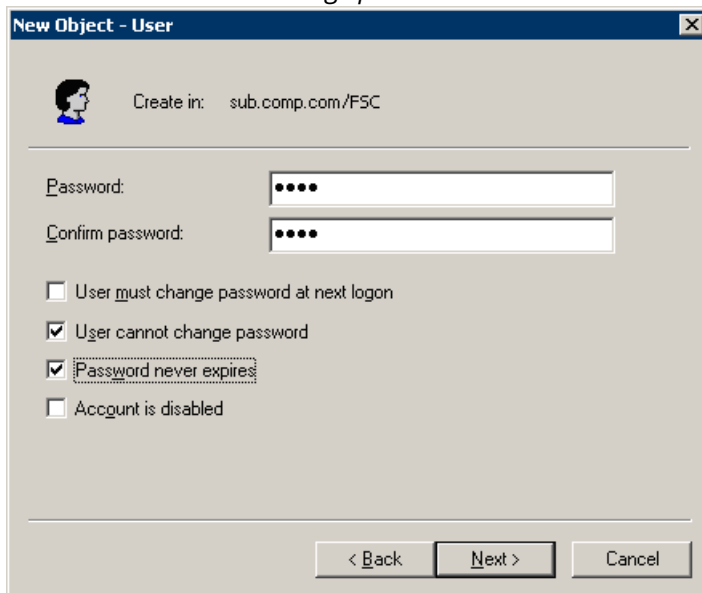 New Object - User
Create in: sub.comp.com/FSC
Password: ••••
Confirm password: ••••
User must change password at next logon
User cannot change password
Password never expires
Account is disabled
< Back Next > Cancel